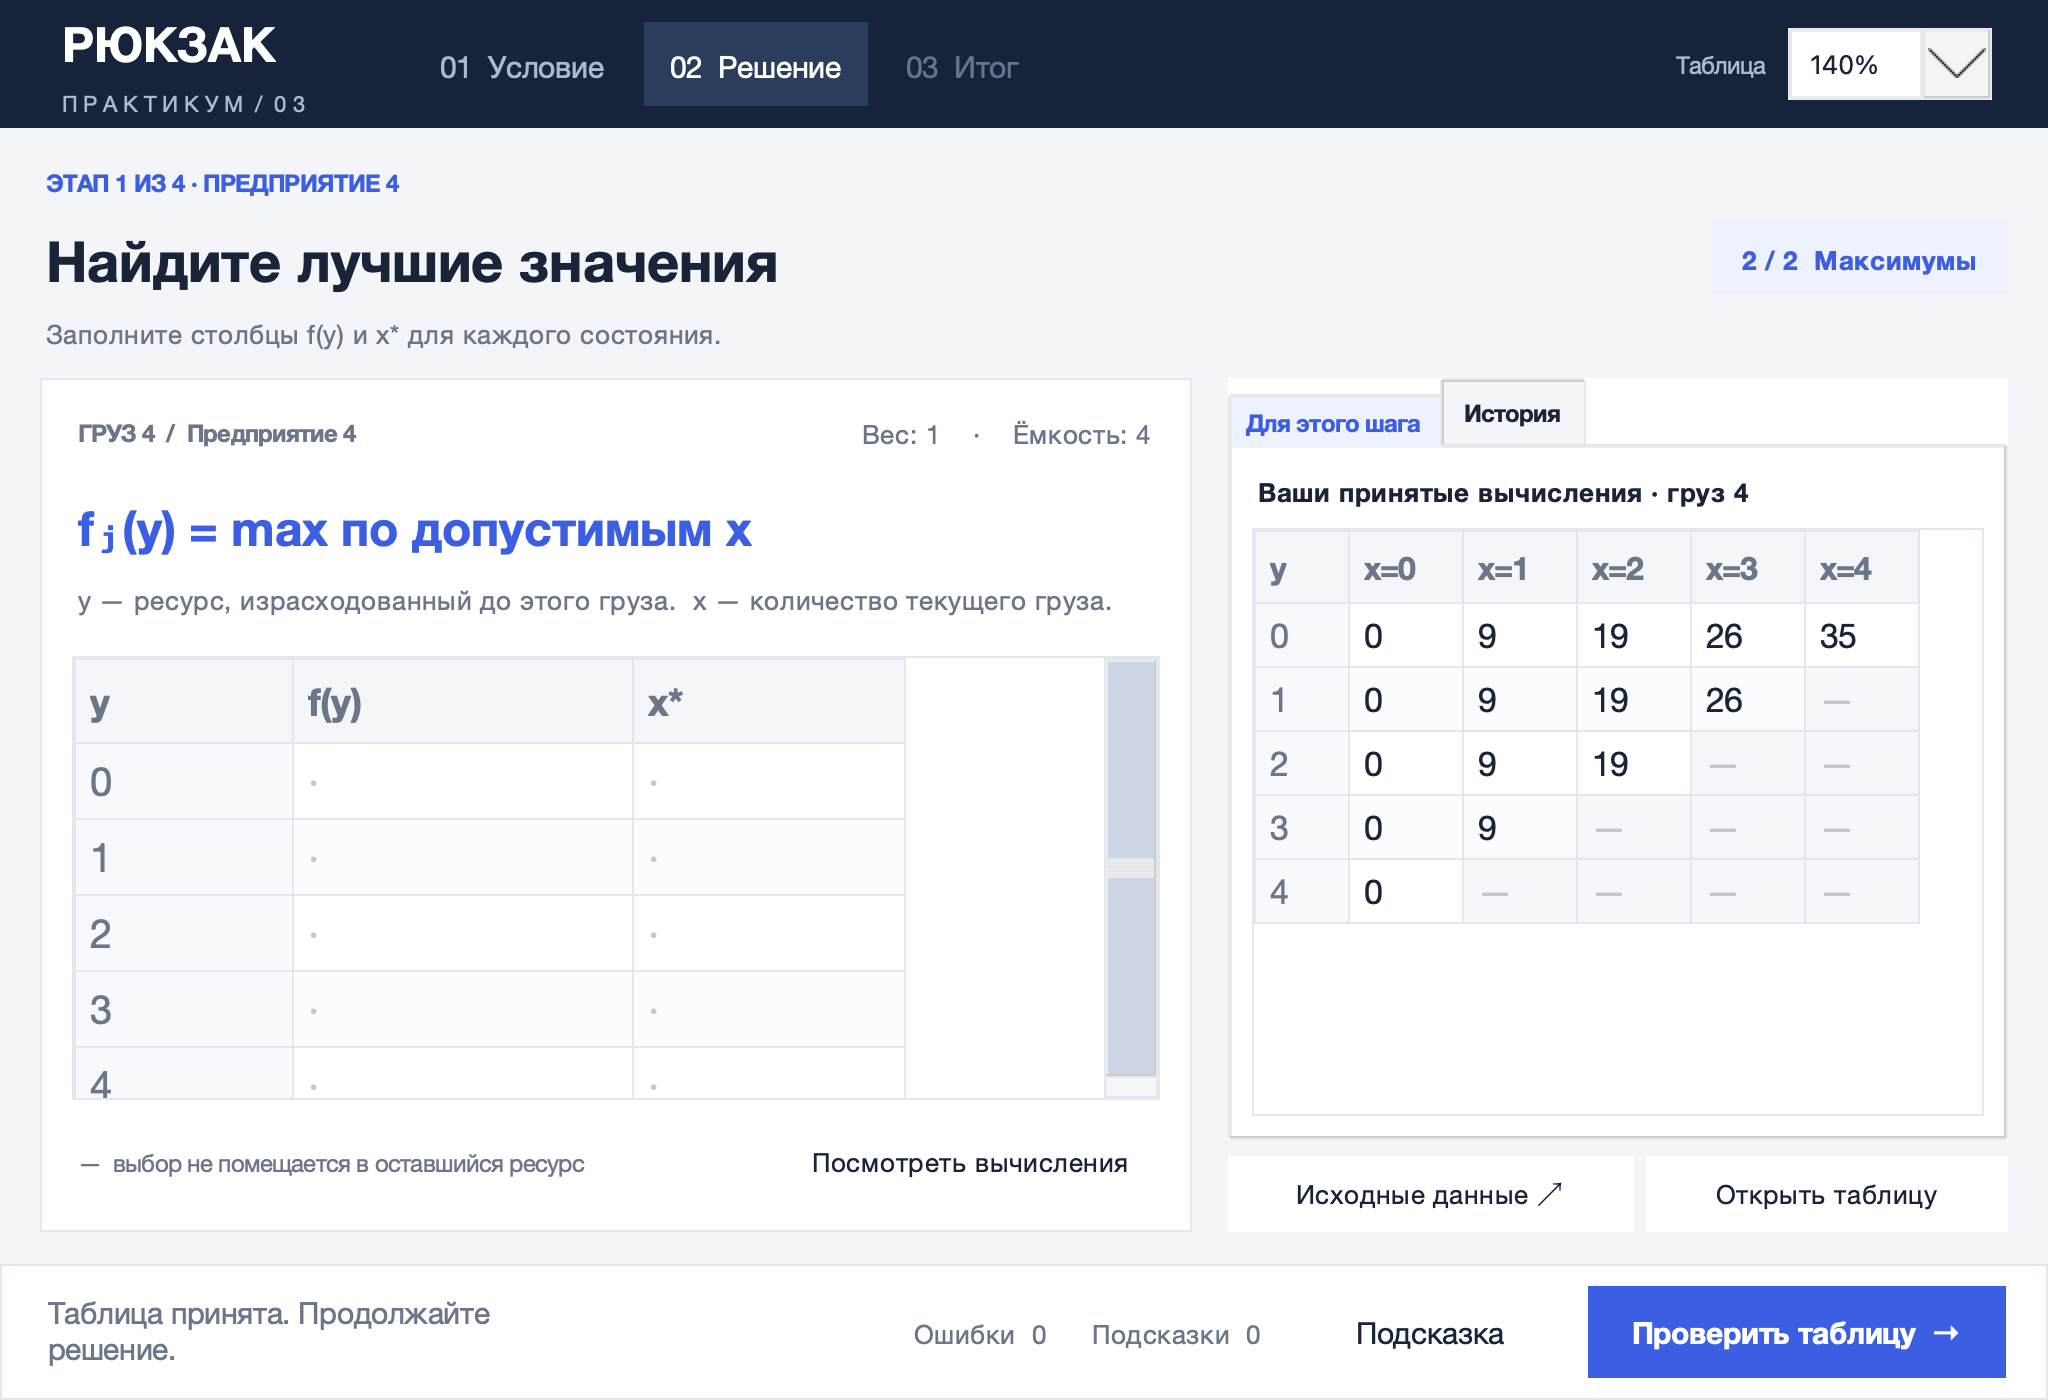 РЮКЗАК
ПРАКТИКУМ / 03
01 Условие
02 Решение
03 Итог
Таблица
140%
ЭТАП 1 ИЗ 4 · ПРЕДПРИЯТИЕ 4
Найдите лучшие значения
2 / 2 Максимумы
Заполните столбцы f(y) и x* для каждого состояния.
ГРУЗ 4 / Предприятие 4
Вес: 1 · Ёмкость: 4
fⱼ(y) = max по допустимым x
y — ресурс, израсходованный до этого груза. x — количество текущего груза.
y f(y) x*
0 · ·
1 · ·
2 · ·
3 · ·
4 · ·
— выбор не помещается в оставшийся ресурс
Посмотреть вычисления
Для этого шага
История
Ваши принятые вычисления · груз 4
y x=0 x=1 x=2 x=3 x=4
0 0 9 19 26 35
1 0 9 19 26 —
2 0 9 19 — —
3 0 9 — — —
4 0 — — — —
Исходные данные ↗
Открыть таблицу
Таблица принята. Продолжайте
решение.
Ошибки 0
Подсказки 0
Подсказка
Проверить таблицу →